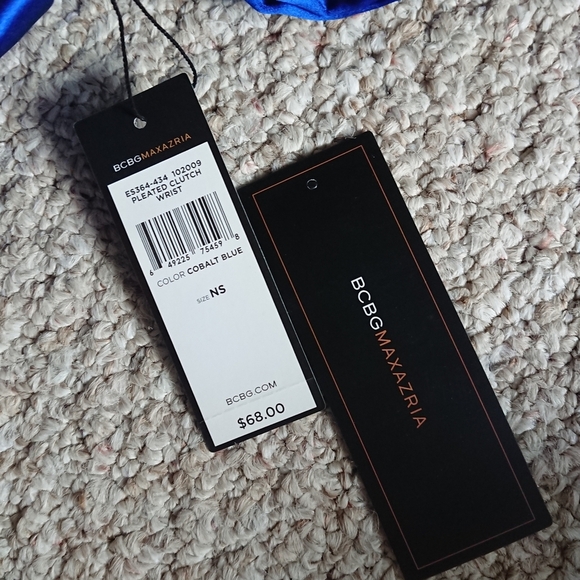 BCBGMAXAZRIA
ES364-434 102009
PLEATED CLUTCH
WRIST
6 49225 75459 8
COLOR COBALT BLUE
SIZE NS
BCBG.COM
$68.00
BCBGMAXAZRIA